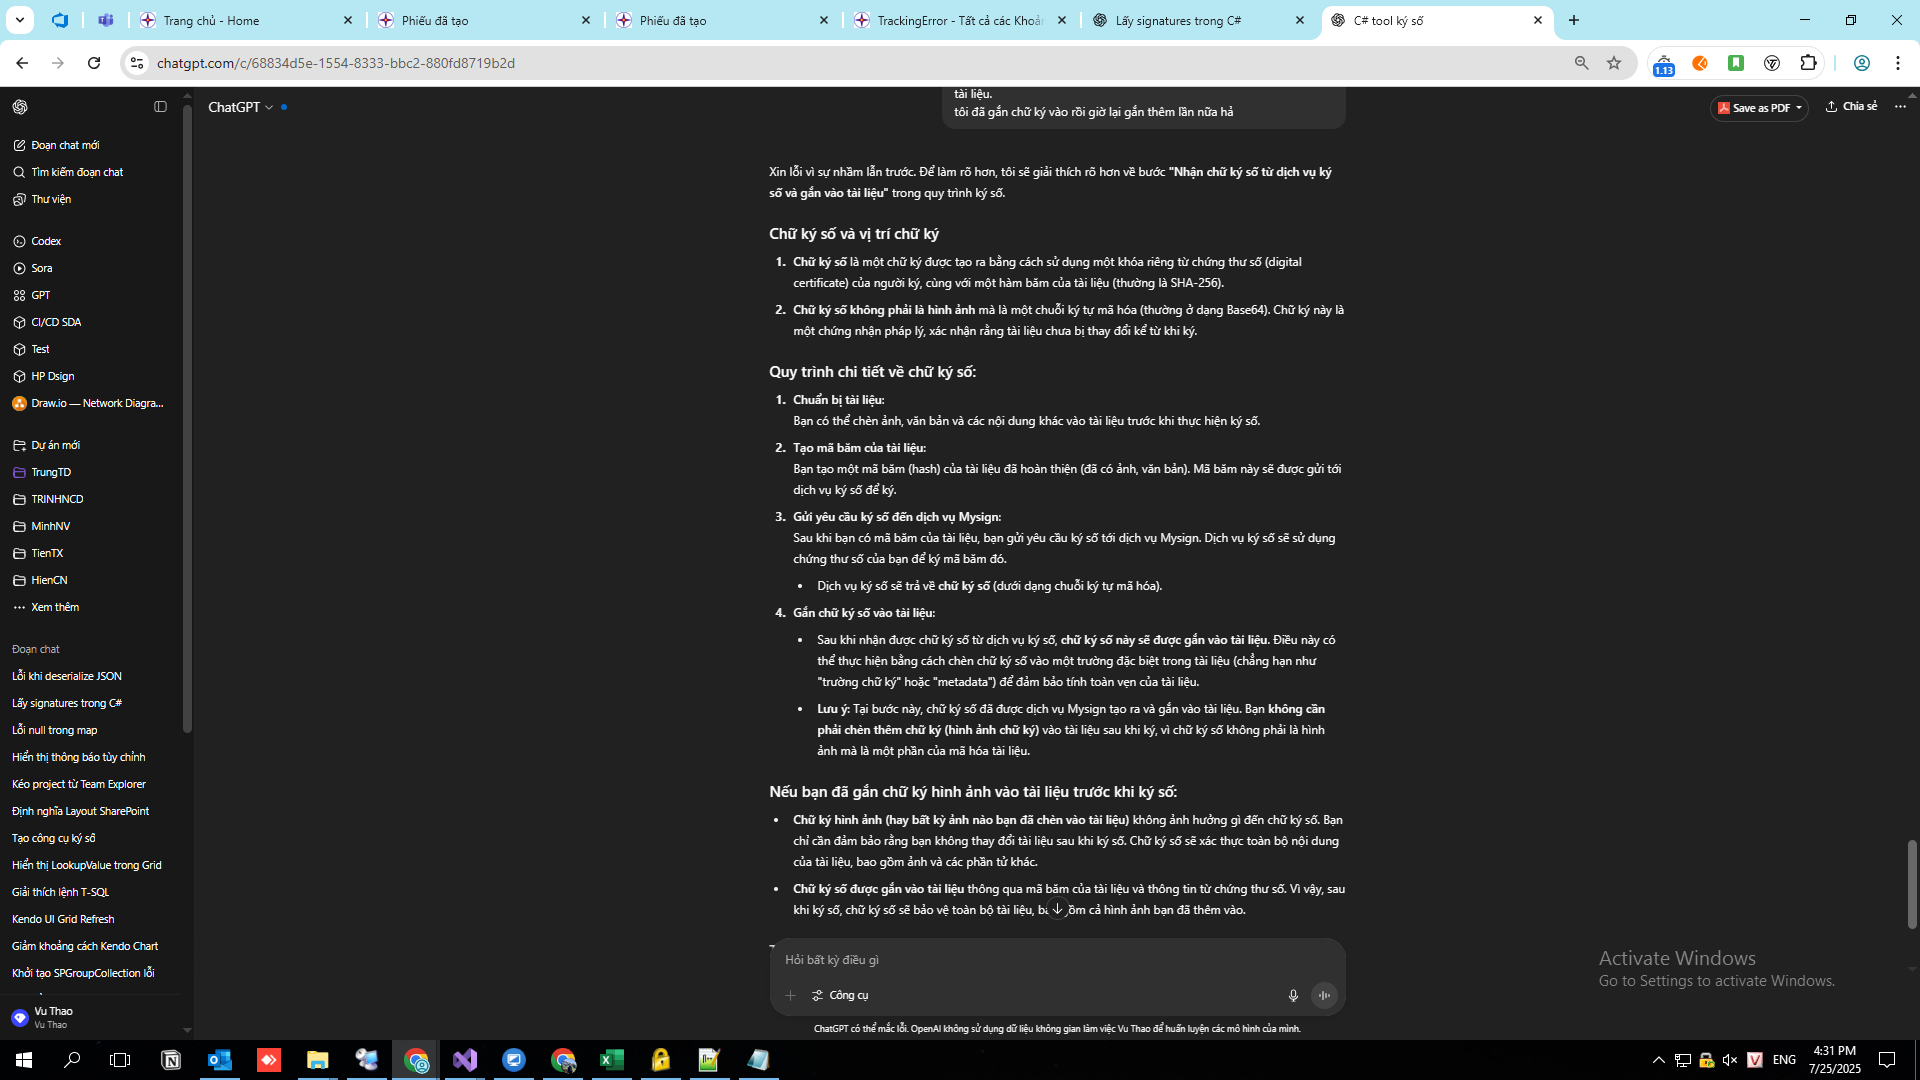 Trang chủ - Home
Phiếu đã tạo
Phiếu đã tạo
TrackingError - Tất cả các Khoản
Lấy signatures trong C#
C# tool ký số
chatgpt.com/c/68834d5e-1554-8333-bbc2-880fd8719b2d
1.13
ChatGPT
Save as PDF
Chia sẻ
Đoạn chat mới
Tìm kiếm đoạn chat
Thư viện
Codex
Sora
GPT
CI/CD SDA
Test
HP Dsign
Draw.io — Network Diagra...
Dự án mới
TrungTD
TRINHNCD
MinhNV
TienTX
HienCN
Xem thêm
Đoạn chat
Lỗi khi deserialize JSON
Lấy signatures trong C#
Lỗi null trong map
Hiển thị thông báo tùy chỉnh
Kéo project từ Team Explorer
Định nghĩa Layout SharePoint
Tạo công cụ ký số
Hiển thị LookupValue trong Grid
Giải thích lệnh T-SQL
Kendo UI Grid Refresh
Giảm khoảng cách Kendo Chart
Khởi tạo SPGroupCollection lỗi
Vu Thao
Vu Thao
tài liệu.
tôi đã gắn chữ ký vào rồi giờ lại gắn thêm lần nữa hả
Xin lỗi vì sự nhầm lẫn trước. Để làm rõ hơn, tôi sẽ giải thích rõ hơn về bước "Nhận chữ ký số từ dịch vụ ký
số và gắn vào tài liệu" trong quy trình ký số.
Chữ ký số và vị trí chữ ký
1. Chữ ký số là một chữ ký được tạo ra bằng cách sử dụng một khóa riêng từ chứng thư số (digital
certificate) của người ký, cùng với một hàm băm của tài liệu (thường là SHA-256).
2. Chữ ký số không phải là hình ảnh mà là một chuỗi ký tự mã hóa (thường ở dạng Base64). Chữ ký này là
một chứng nhận pháp lý, xác nhận rằng tài liệu chưa bị thay đổi kể từ khi ký.
Quy trình chi tiết về chữ ký số:
1. Chuẩn bị tài liệu:
Bạn có thể chèn ảnh, văn bản và các nội dung khác vào tài liệu trước khi thực hiện ký số.
2. Tạo mã băm của tài liệu:
Bạn tạo một mã băm (hash) của tài liệu đã hoàn thiện (đã có ảnh, văn bản). Mã băm này sẽ được gửi tới
dịch vụ ký số để ký.
3. Gửi yêu cầu ký số đến dịch vụ Mysign:
Sau khi bạn có mã băm của tài liệu, bạn gửi yêu cầu ký số tới dịch vụ Mysign. Dịch vụ ký số sẽ sử dụng
chứng thư số của bạn để ký mã băm đó.
• Dịch vụ ký số sẽ trả về chữ ký số (dưới dạng chuỗi ký tự mã hóa).
4. Gắn chữ ký số vào tài liệu:
• Sau khi nhận được chữ ký số từ dịch vụ ký số, chữ ký số này sẽ được gắn vào tài liệu. Điều này có
thể thực hiện bằng cách chèn chữ ký số vào một trường đặc biệt trong tài liệu (chẳng hạn như
"trường chữ ký" hoặc "metadata") để đảm bảo tính toàn vẹn của tài liệu.
• Lưu ý: Tại bước này, chữ ký số đã được dịch vụ Mysign tạo ra và gắn vào tài liệu. Bạn không cần
phải chèn thêm chữ ký (hình ảnh chữ ký) vào tài liệu sau khi ký, vì chữ ký số không phải là hình
ảnh mà là một phần của mã hóa tài liệu.
Nếu bạn đã gắn chữ ký hình ảnh vào tài liệu trước khi ký số:
• Chữ ký hình ảnh (hay bất kỳ ảnh nào bạn đã chèn vào tài liệu) không ảnh hưởng gì đến chữ ký số. Bạn
chỉ cần đảm bảo rằng bạn không thay đổi tài liệu sau khi ký số. Chữ ký số sẽ xác thực toàn bộ nội dung
của tài liệu, bao gồm ảnh và các phần tử khác.
• Chữ ký số được gắn vào tài liệu thông qua mã băm của tài liệu và thông tin từ chứng thư số. Vì vậy, sau
khi ký số, chữ ký số sẽ bảo vệ toàn bộ tài liệu, cả hình ảnh bạn đã thêm vào.
Hỏi bất kỳ điều gì
Công cụ
ChatGPT có thể mắc lỗi. OpenAI không sử dụng dữ liệu không gian làm việc Vu Thao để huấn luyện các mô hình của mình.
Activate Windows
Go to Settings to activate Windows.
ENG
4:31 PM
7/25/2025